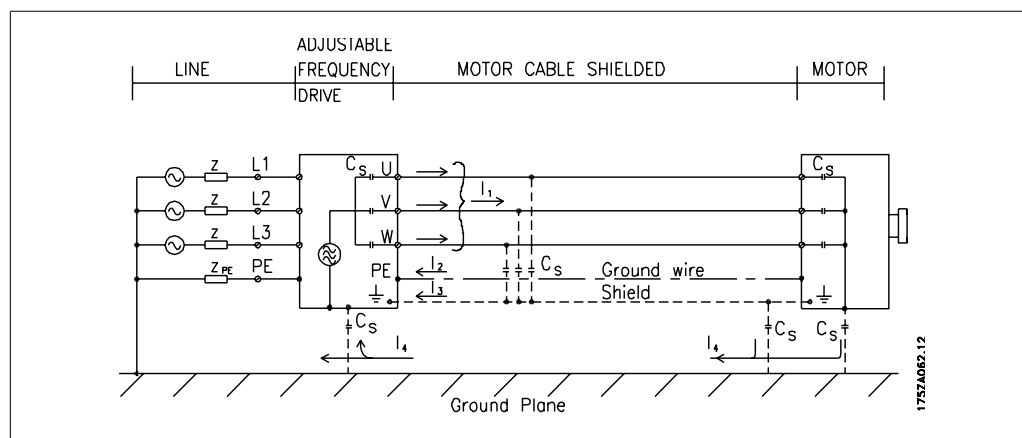 ADJUSTABLE
LINE FREQUENCY MOTOR CABLE SHIELDED MOTOR
DRIVE
Z L1 Cs U Cs
I1
Z L2 V
Z L3 W
ZPE PE PE I2 Cs Ground wire
I3 Shield
Cs Cs Cs
I4 I4
Ground Plane
175ZA062.12